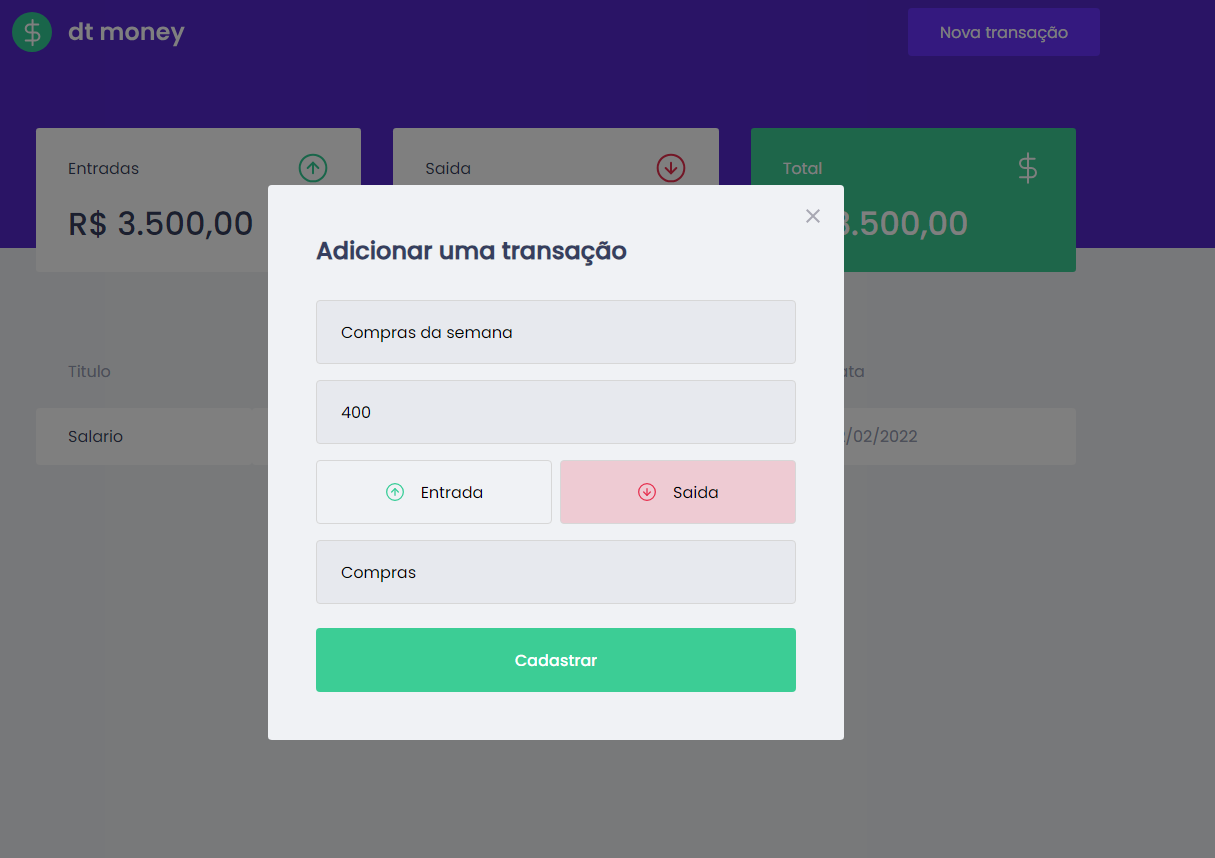 dt money
Nova transação
Entradas
Saida
Total
R$ 3.500,00
3.500,00
Adicionar uma transação
Compras da semana
Titulo
400
Salario
/02/2022
Entrada
Saida
Compras
Cadastrar